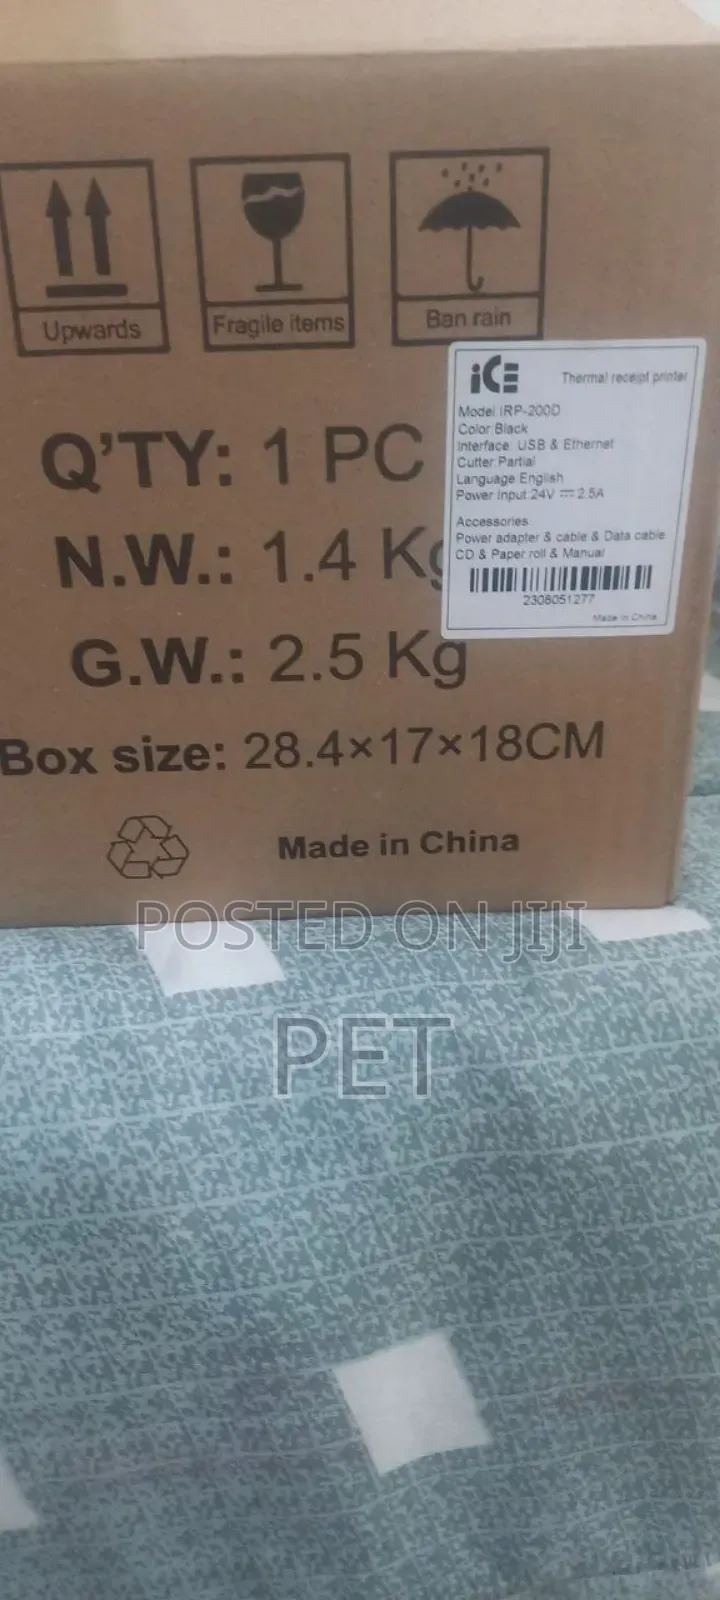 Upwards
Fragile items
Ban rain
iCE Thermal receipt printer
Model:IRP-200D
Color:Black
Interface: USB & Ethernet
Cutter:Partial
Language:English
Power Input:24V ⎓ 2.5A
Accessories
Power adapter & cable & Data cable
CD & Paper roll & Manual
2308051277
Made in China
Q'TY: 1 PC
N.W.: 1.4 Kg
G.W.: 2.5 Kg
Box size: 28.4×17×18CM
Made in China
POSTED ON JIJI
PET